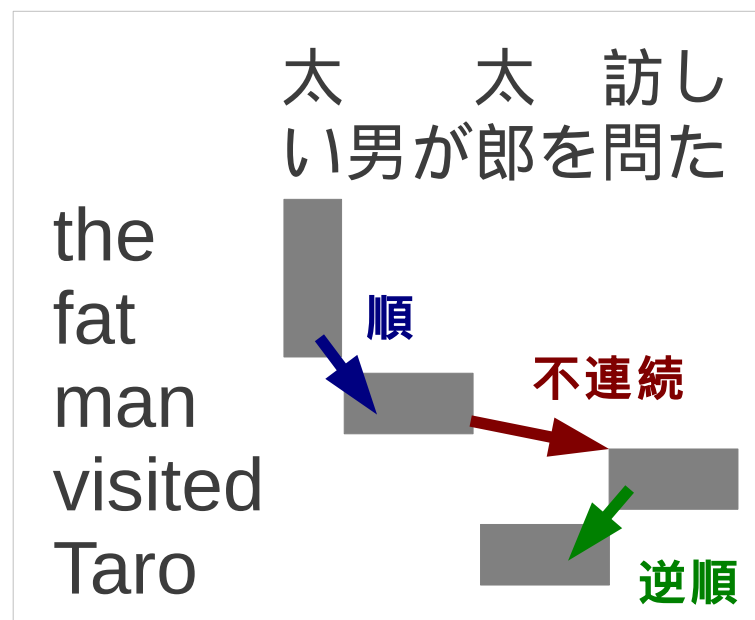 太 太 訪し
い男が郎を問た
the
fat
順
man
不連続
visited
Taro
逆順